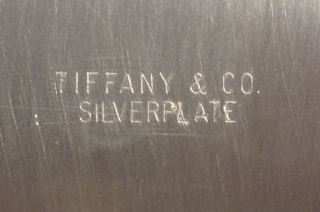 TIFFANY & CO.
SILVERPLATE